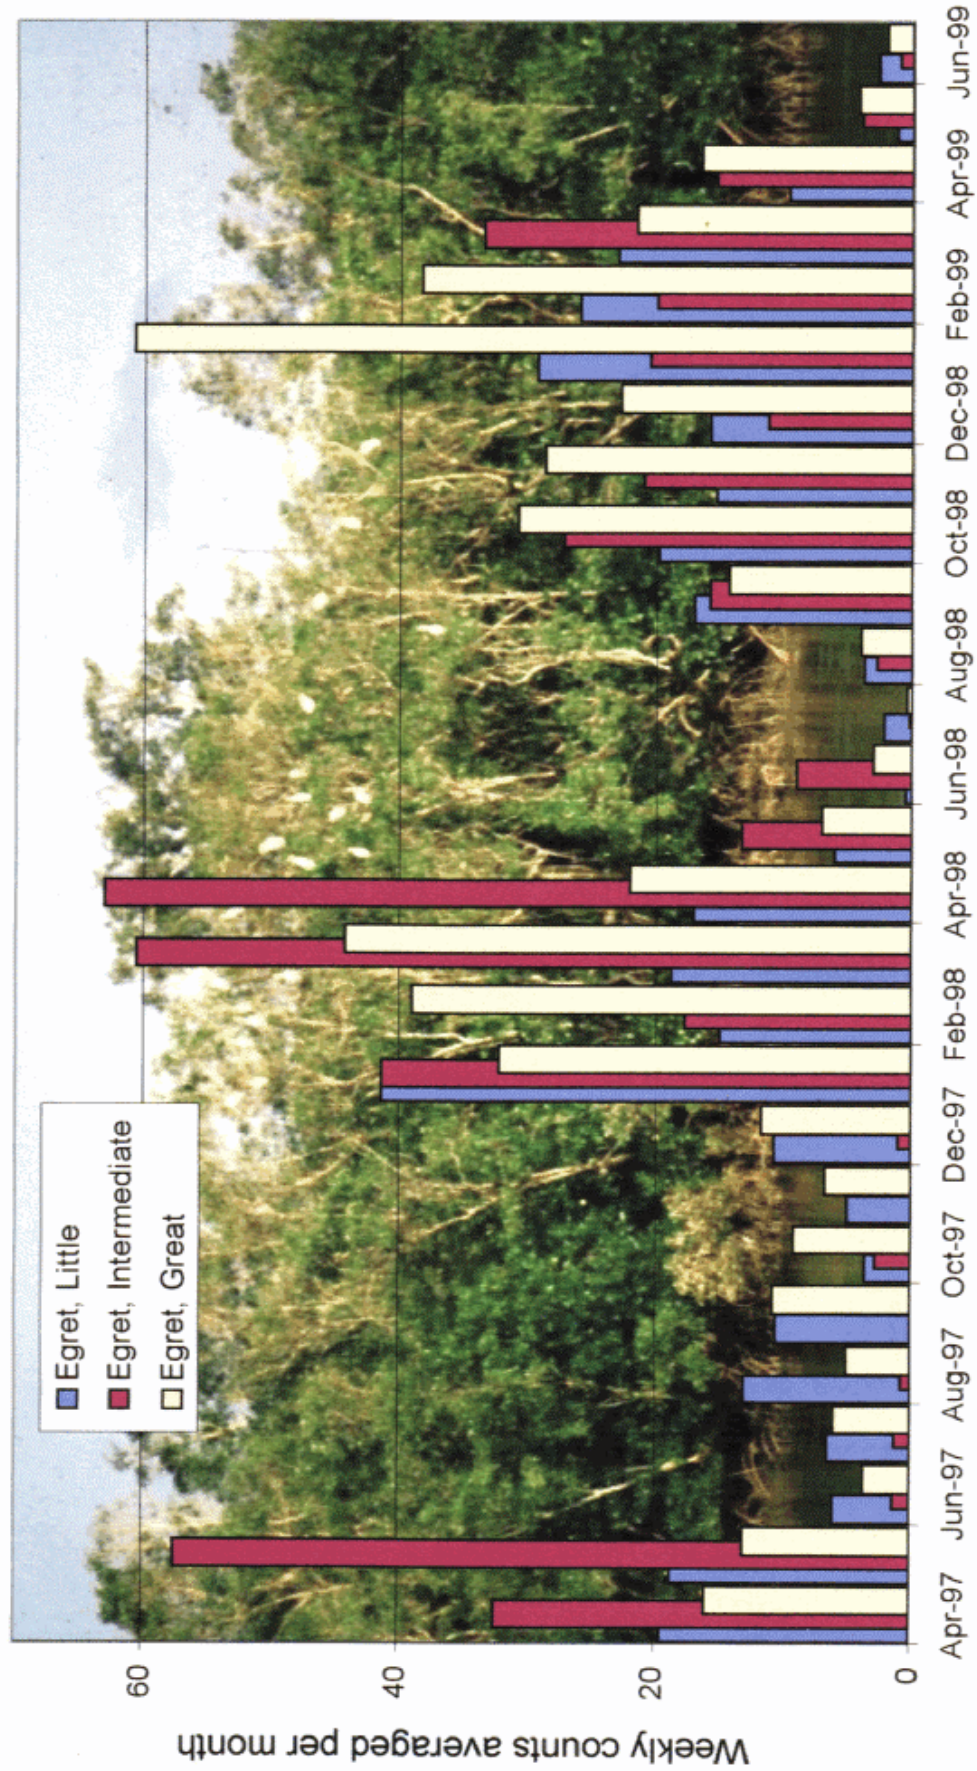 Weekly counts averaged per month
60
40
20
0
Egret, Little
Egret, Intermediate
Egret, Great
Apr-97
Jun-97
Aug-97
Oct-97
Dec-97
Feb-98
Apr-98
Jun-98
Aug-98
Oct-98
Dec-98
Feb-99
Apr-99
Jun-99